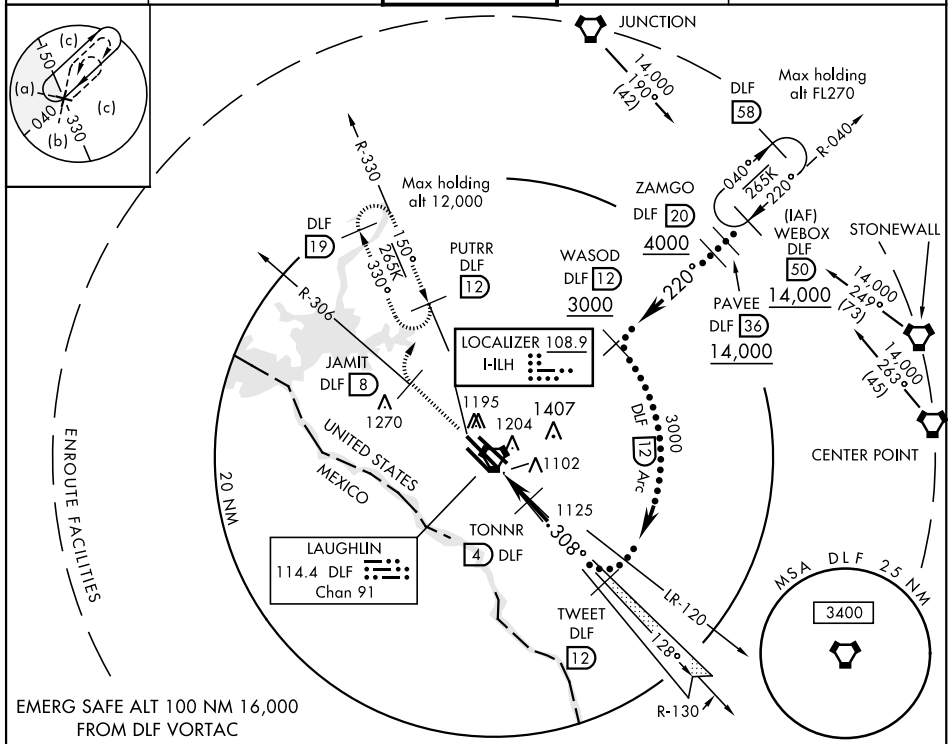 JUNCTION
14,000
190°
(42)
Max holding
alt FL270
DLF
58
R-040
040°
265K
220°
(c)
150
(a)
(c)
040
330
(b)
R-330
Max holding
alt 12,000
ZAMGO
DLF 20
4000
(IAF)
WEBOX
DLF
50
14,000
STONEWALL
DLF
19
150°
265K
330°
PUTRR
DLF
12
WASOD
DLF 12
3000
220°
14,000
249°
(73)
PAVEE
DLF 36
14,000
R-306
LOCALIZER 108.9
I-ILH
14,000
263°
(45)
JAMIT
DLF 8
1270
1195
1204
1407
1102
3000
DLF 12 Arc
CENTER POINT
UNITED STATES
MEXICO
ENROUTE FACILITIES
20 NM
1125
TONNR
4 DLF
308°
LAUGHLIN
114.4 DLF
Chan 91
LR-120
TWEET
DLF
12
128°
R-130
MSA DLF 25 NM
3400
EMERG SAFE ALT 100 NM 16,000
FROM DLF VORTAC